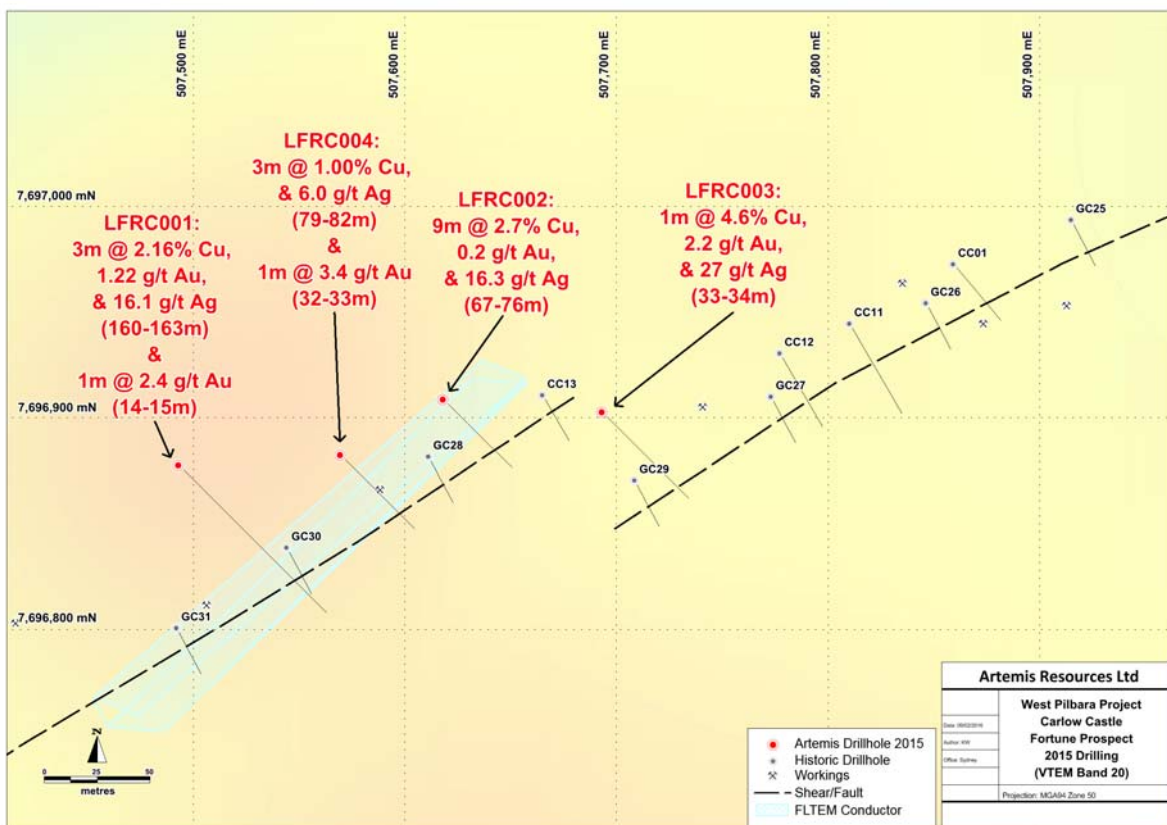 507,500 mE
507,600 mE
507,700 mE
507,800 mE
507,900 mE
7,697,000 mN
7,696,900 mN
7,696,800 mN
LFRC001:
3m @ 2.16% Cu,
1.22 g/t Au,
& 16.1 g/t Ag
(160-163m)
&
1m @ 2.4 g/t Au
(14-15m)
LFRC004:
3m @ 1.00% Cu,
& 6.0 g/t Ag
(79-82m)
&
1m @ 3.4 g/t Au
(32-33m)
LFRC002:
9m @ 2.7% Cu,
0.2 g/t Au,
& 16.3 g/t Ag
(67-76m)
LFRC003:
1m @ 4.6% Cu,
2.2 g/t Au,
& 27 g/t Ag
(33-34m)
GC25
CC01
GC26
CC11
CC12
GC27
CC13
GC28
GC29
GC30
GC31
N
0 25 50
metres
Artemis Drillhole 2015
Historic Drillhole
Workings
Shear/Fault
FLTEM Conductor
Artemis Resources Ltd
West Pilbara Project
Carlow Castle
Fortune Prospect
2015 Drilling
(VTEM Band 20)
Author: KW
Office: Sydney
Projection: MGA94 Zone 50